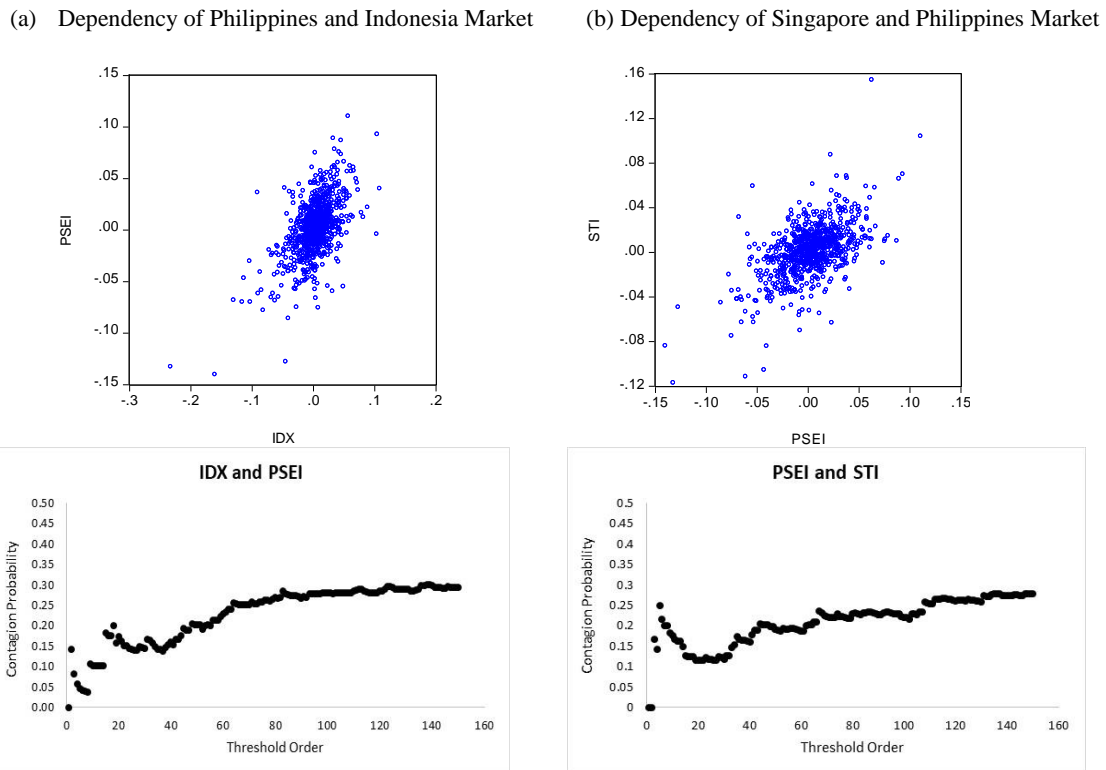 (a) Dependency of Philippines and Indonesia Market
(b) Dependency of Singapore and Philippines Market
.15
.10
.05
.00
-.05
-.10
-.15
PSEI
-.3 -.2 -.1 .0 .1 .2
IDX
.16
.12
.08
.04
.00
-.04
-.08
-.12
STI
-.15 -.10 -.05 .00 .05 .10 .15
PSEI
IDX and PSEI
0.50
0.45
0.40
0.35
0.30
0.25
0.20
0.15
0.10
0.05
0.00
Contagion Probability
0 20 40 60 80 100 120 140 160
Threshold Order
PSEI and STI
0.5
0.45
0.4
0.35
0.3
0.25
0.2
0.15
0.1
0.05
0
Contagion Probability
0 20 40 60 80 100 120 140 160
Threshold Order